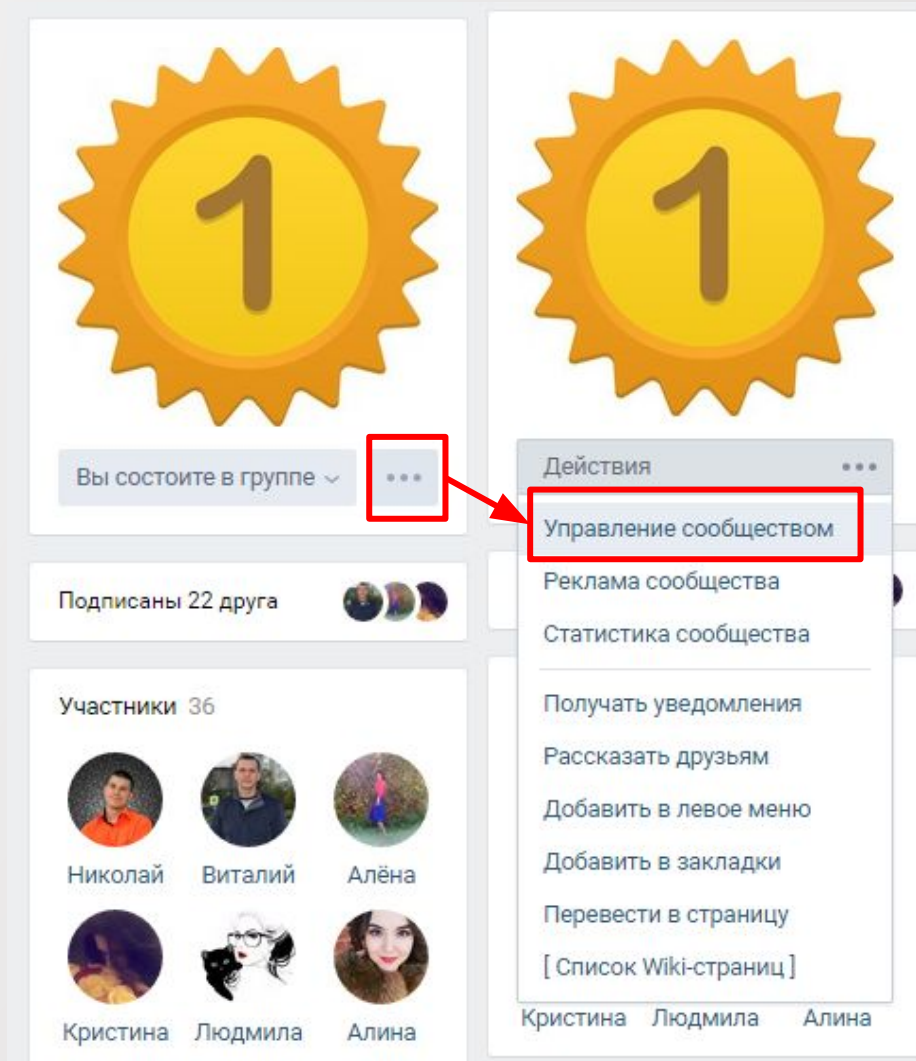 1
Вы состоите в группе
Подписаны 22 друга
Участники 36
Николай Виталий Алёна
Кристина Людмила Алина
1
Действия
Управление сообществом
Реклама сообщества
Статистика сообщества
Получать уведомления
Рассказать друзьям
Добавить в левое меню
Добавить в закладки
Перевести в страницу
[ Список Wiki-страниц ]
Кристина Людмила Алина